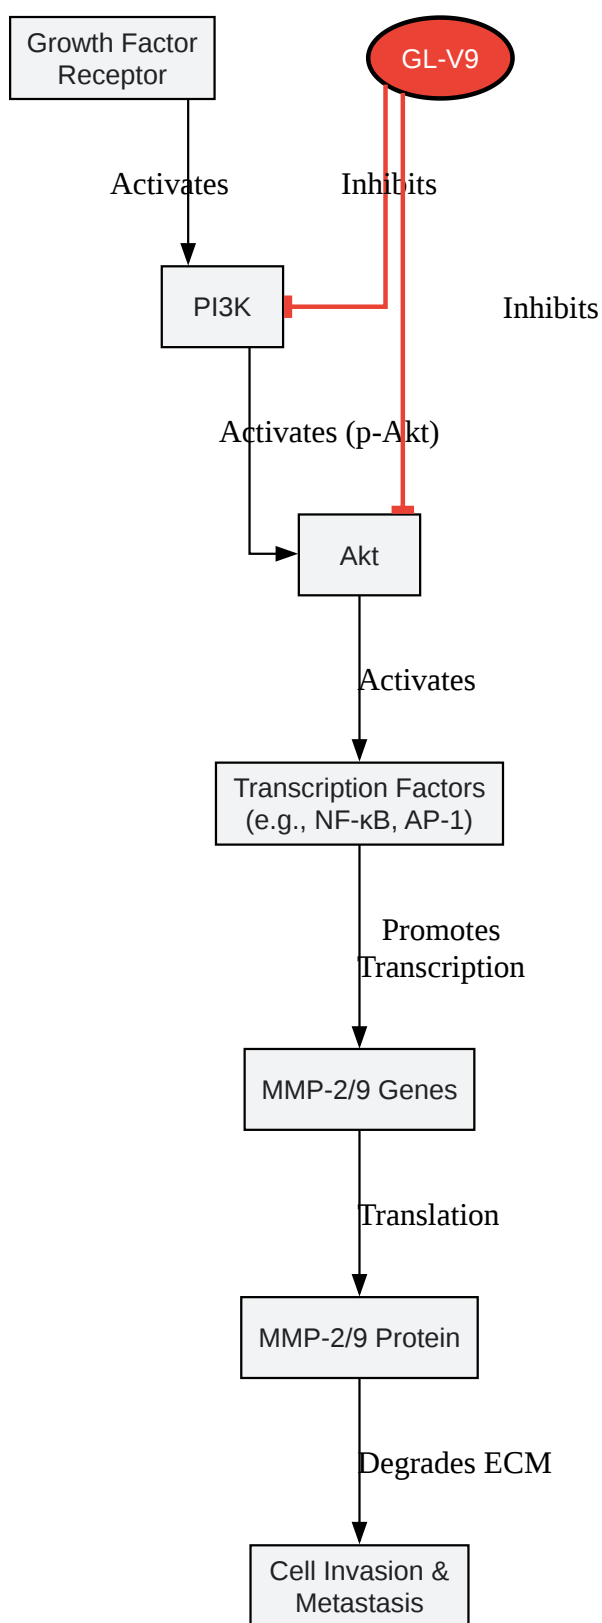 Growth Factor
Receptor
GL-V9
Activates
Inhibits
PI3K
Inhibits
Activates (p-Akt)
Akt
Activates
Transcription Factors
(e.g., NF-κB, AP-1)
Promotes
Transcription
MMP-2/9 Genes
Translation
MMP-2/9 Protein
Degrades ECM
Cell Invasion &
Metastasis